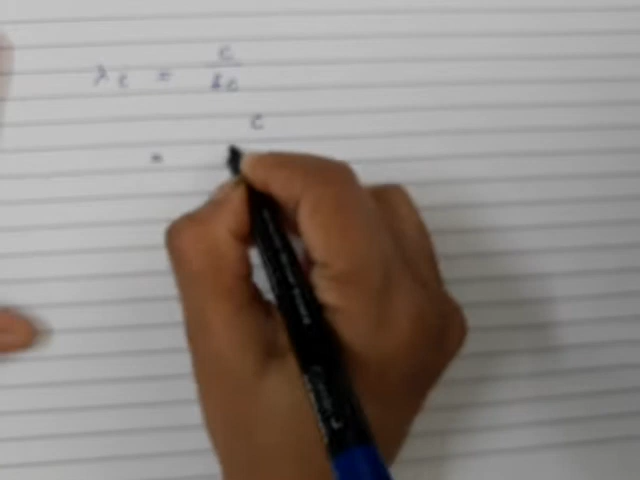 λc = c / fc
= c